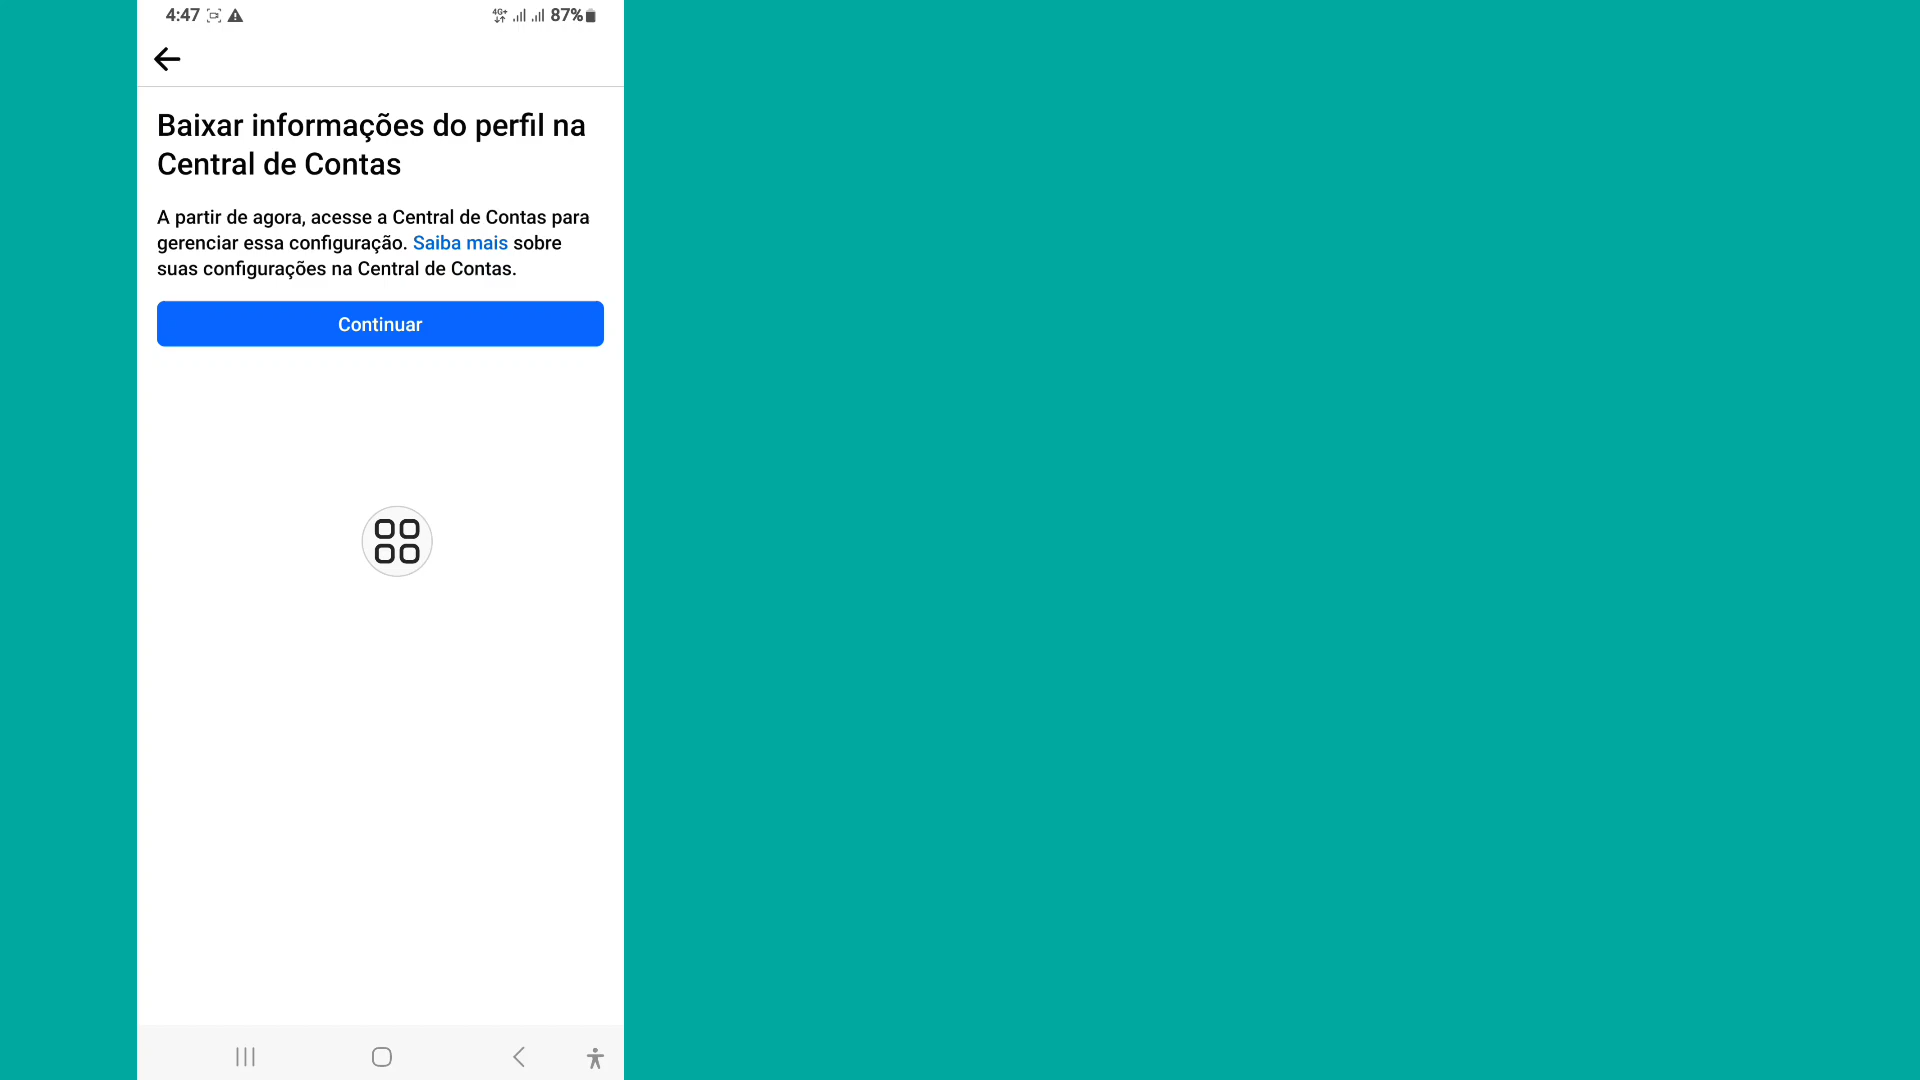 4:47
4G+ 87%
Baixar informações do perfil na
Central de Contas
A partir de agora, acesse a Central de Contas para
gerenciar essa configuração. Saiba mais sobre
suas configurações na Central de Contas.
Continuar